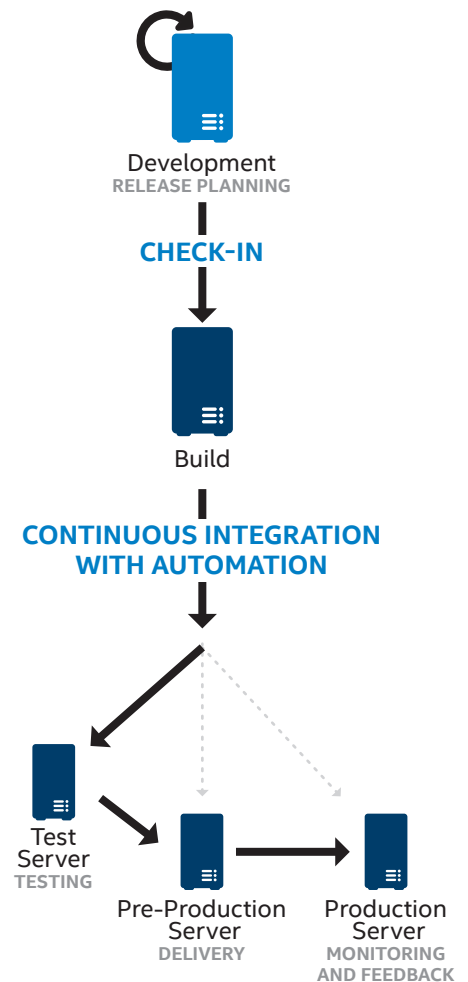 Development
RELEASE PLANNING
CHECK-IN
Build
CONTINUOUS INTEGRATION
WITH AUTOMATION
Test
Server
TESTING
Pre-Production
Server
DELIVERY
Production
Server
MONITORING
AND FEEDBACK